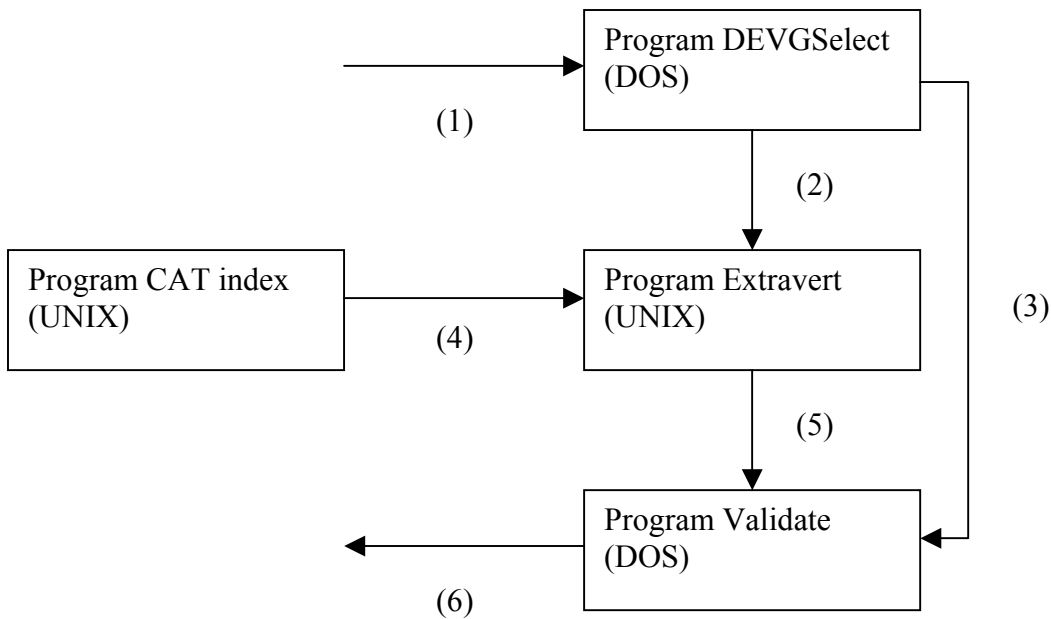 Program DEVGSelect
(DOS)
(1)
(2)
Program CAT index
(UNIX)
Program Extravert
(UNIX)
(3)
(4)
(5)
Program Validate
(DOS)
(6)